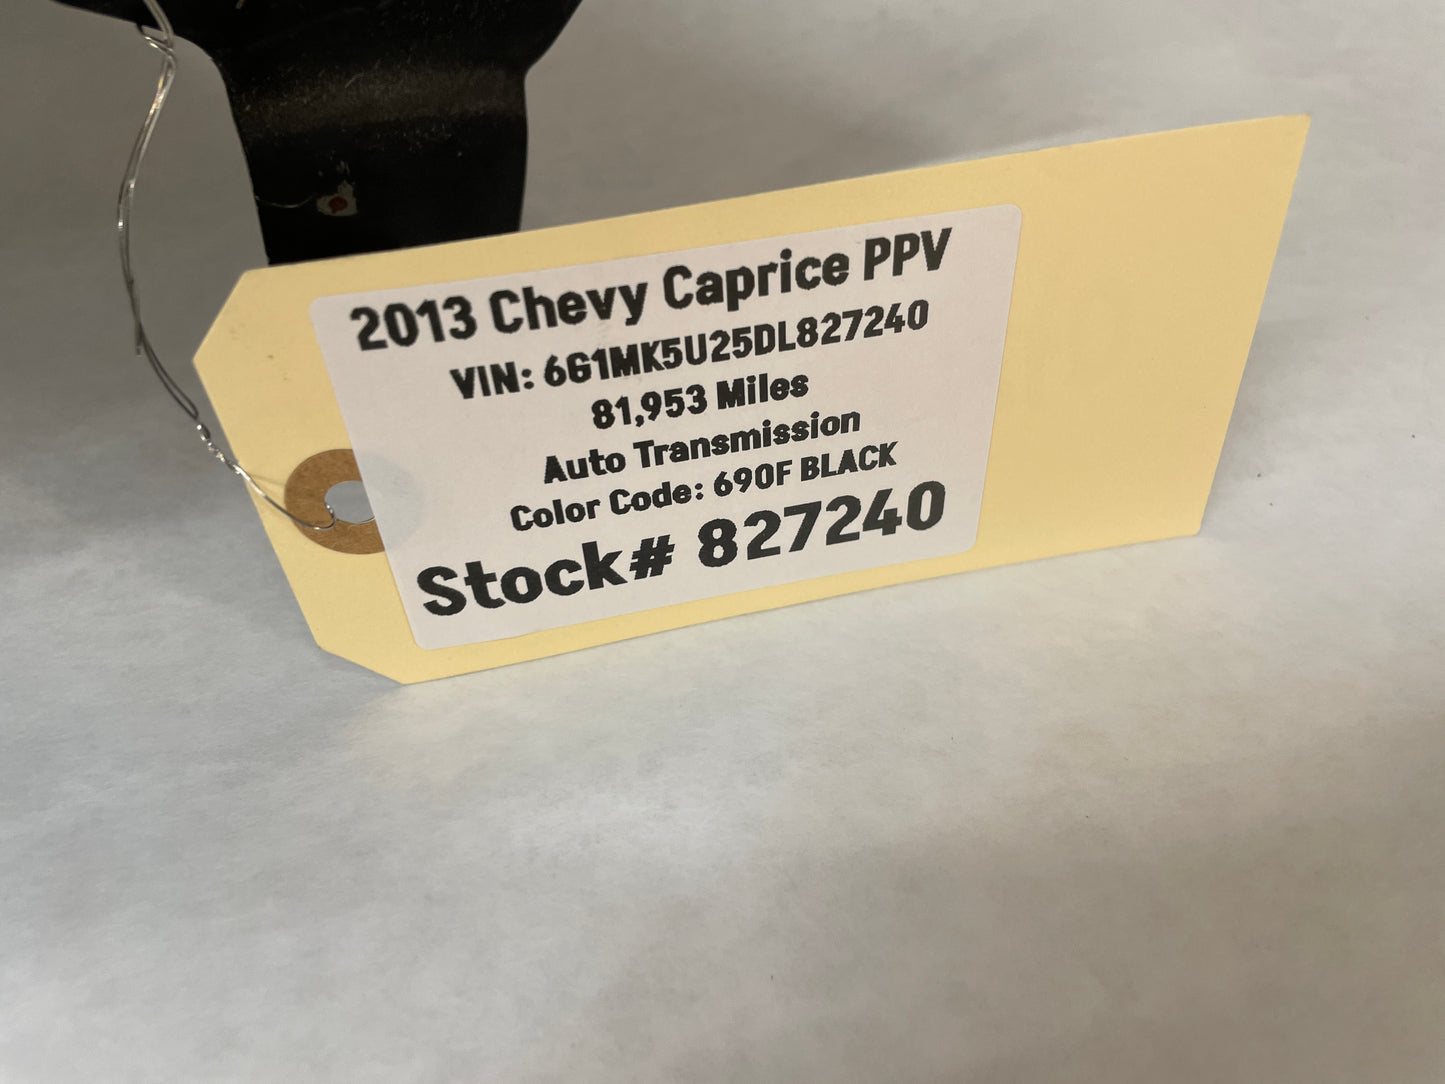 2013 Chevy Caprice PPV
VIN: 6G1MK5U25DL827240
81,953 Miles
Auto Transmission
Color Code: 690F BLACK
Stock# 827240